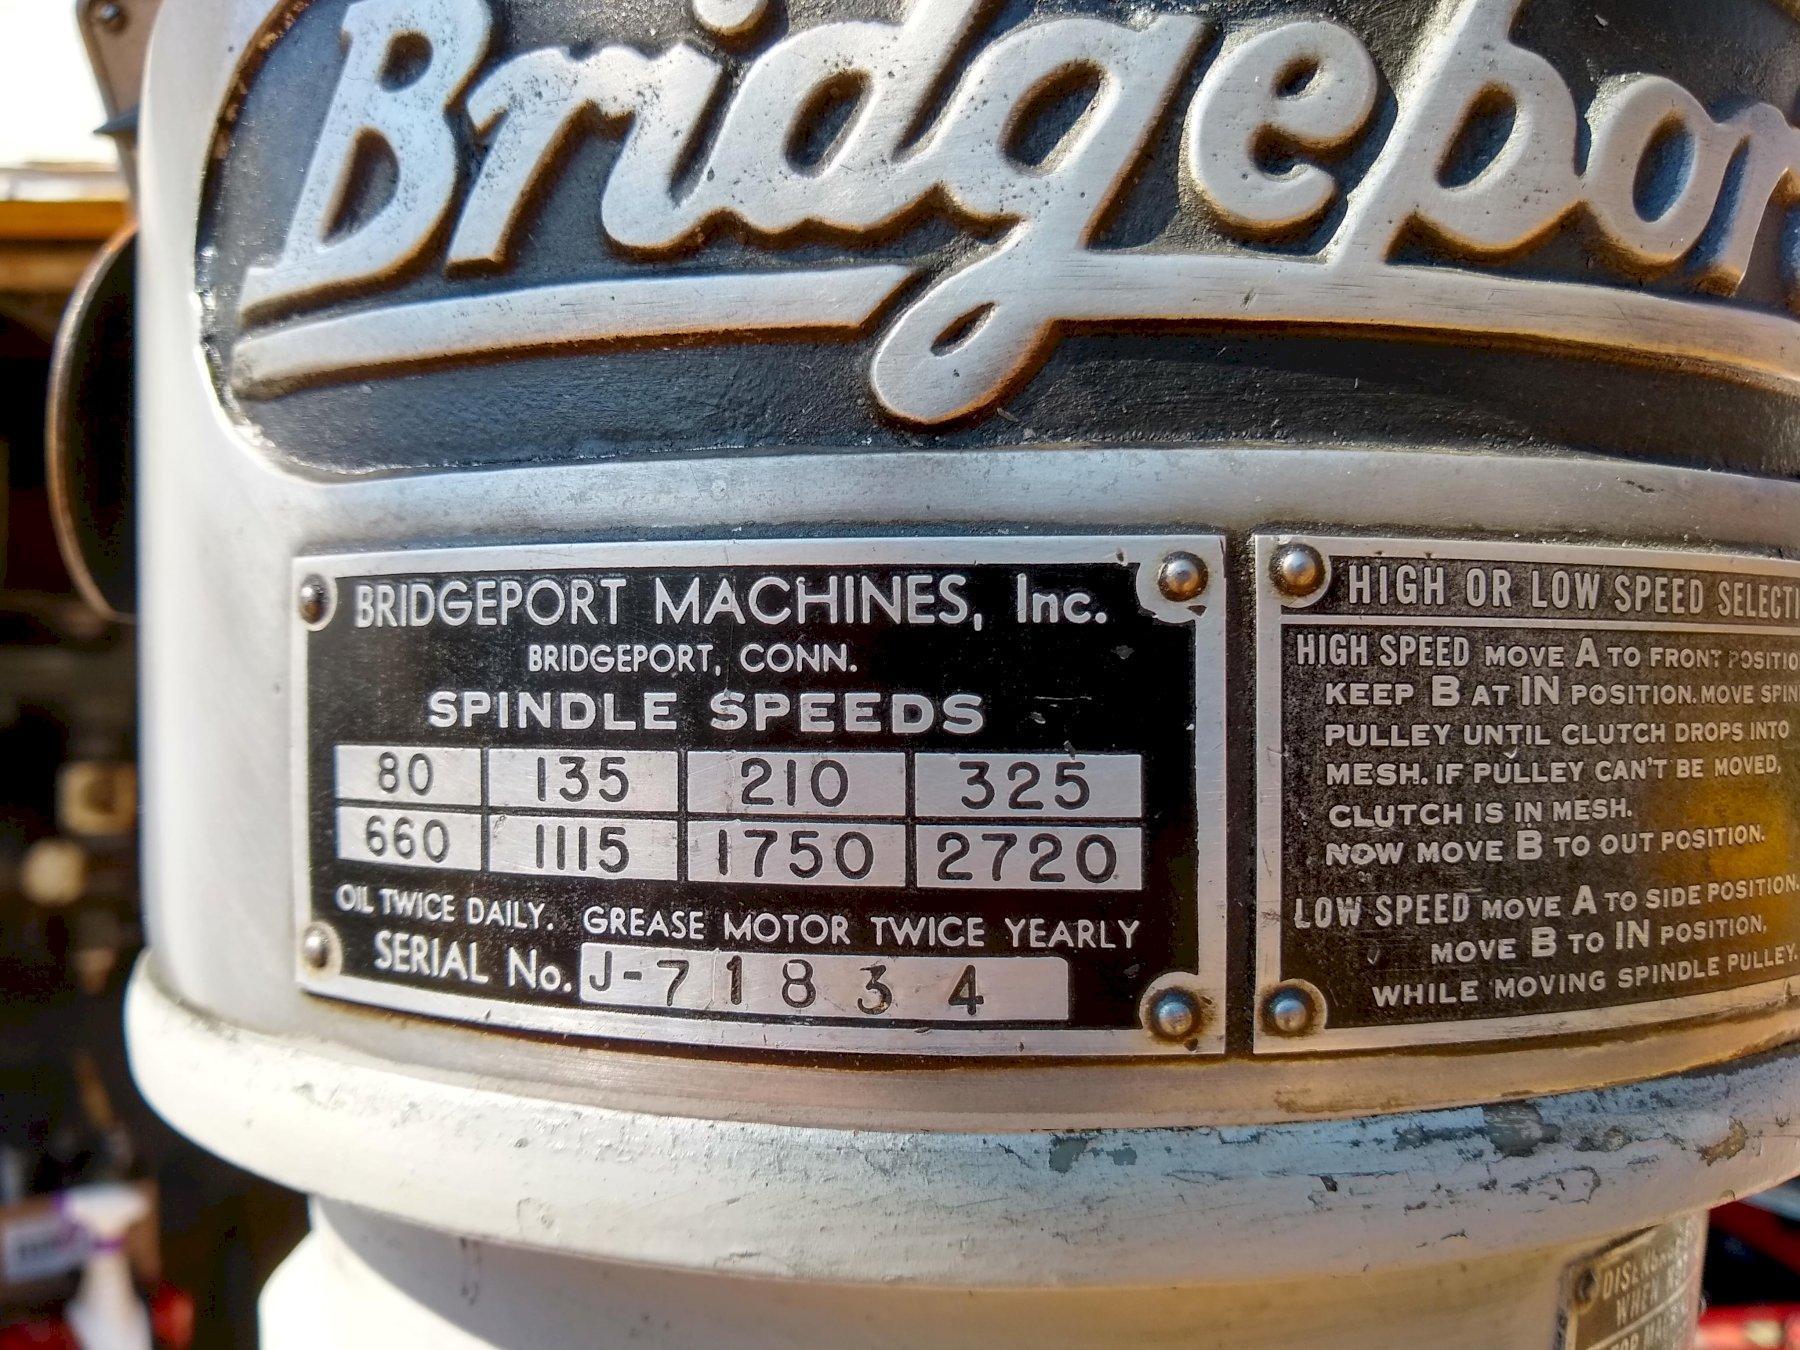 Bridgepor
BRIDGEPORT MACHINES, Inc.
BRIDGEPORT, CONN.
SPINDLE SPEEDS
80 135 210 325
660 1115 1750 2720
OIL TWICE DAILY. GREASE MOTOR TWICE YEARLY
SERIAL No. J-71834
HIGH OR LOW SPEED SELECTI
HIGH SPEED MOVE A TO FRONT POSITIO
KEEP B AT IN POSITION. MOVE SPIN
PULLEY UNTIL CLUTCH DROPS INTO
MESH. IF PULLEY CAN'T BE MOVED,
CLUTCH IS IN MESH.
NOW MOVE B TO OUT POSITION.
LOW SPEED MOVE A TO SIDE POSITION.
MOVE B TO IN POSITION,
WHILE MOVING SPINDLE PULLEY.
WHEN